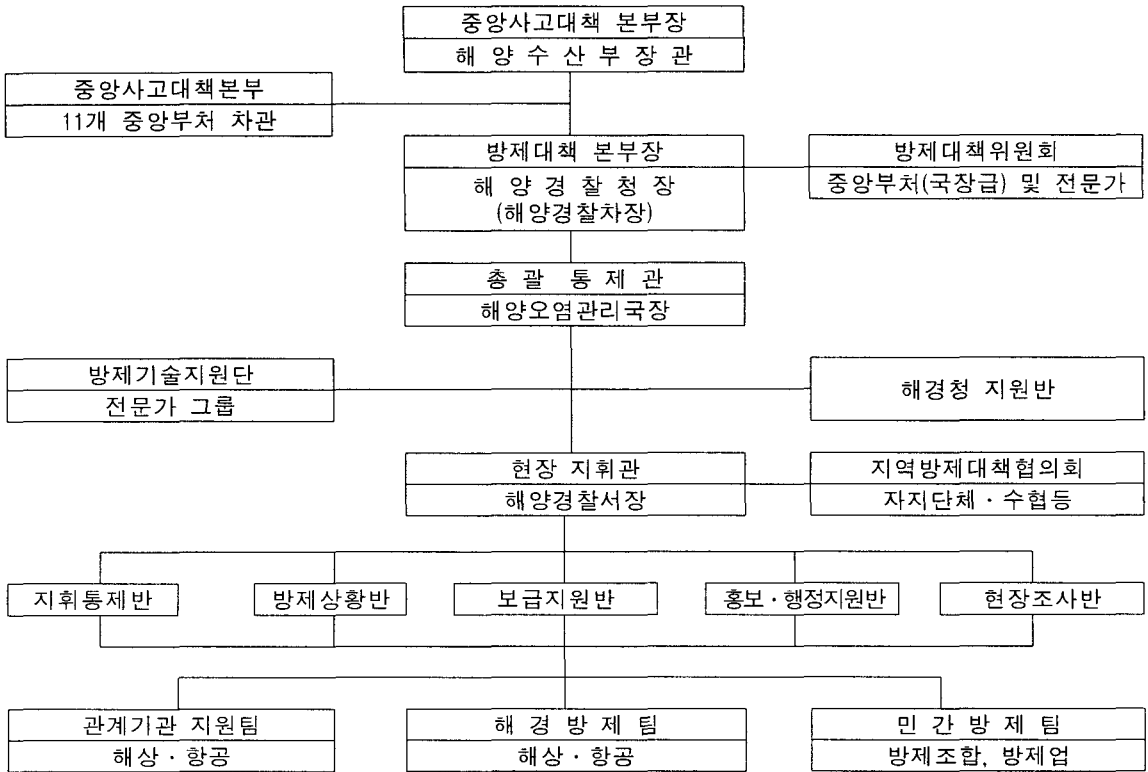 중앙사고대책 본부장
해 양 수 산 부 장 관
중앙사고대책본부
11개 중앙부처 차관
방제대책 본부장
해 양 경 찰 청 장
(해양경찰차장)
방제대책위원회
중앙부처(국장급) 및 전문가
총 괄 통 제 관
해양오염관리국장
방제기술지원단
전문가 그룹
해경청 지원반
현장 지휘관
해양경찰서장
지역방제대책협의회
자지단체 · 수협등
지휘통제반
방제상황반
보급지원반
홍보 · 행정지원반
현장조사반
관계기관 지원팀
해상 · 항공
해 경 방 제 팀
해상 · 항공
민 간 방 제 팀
방제조합, 방제업